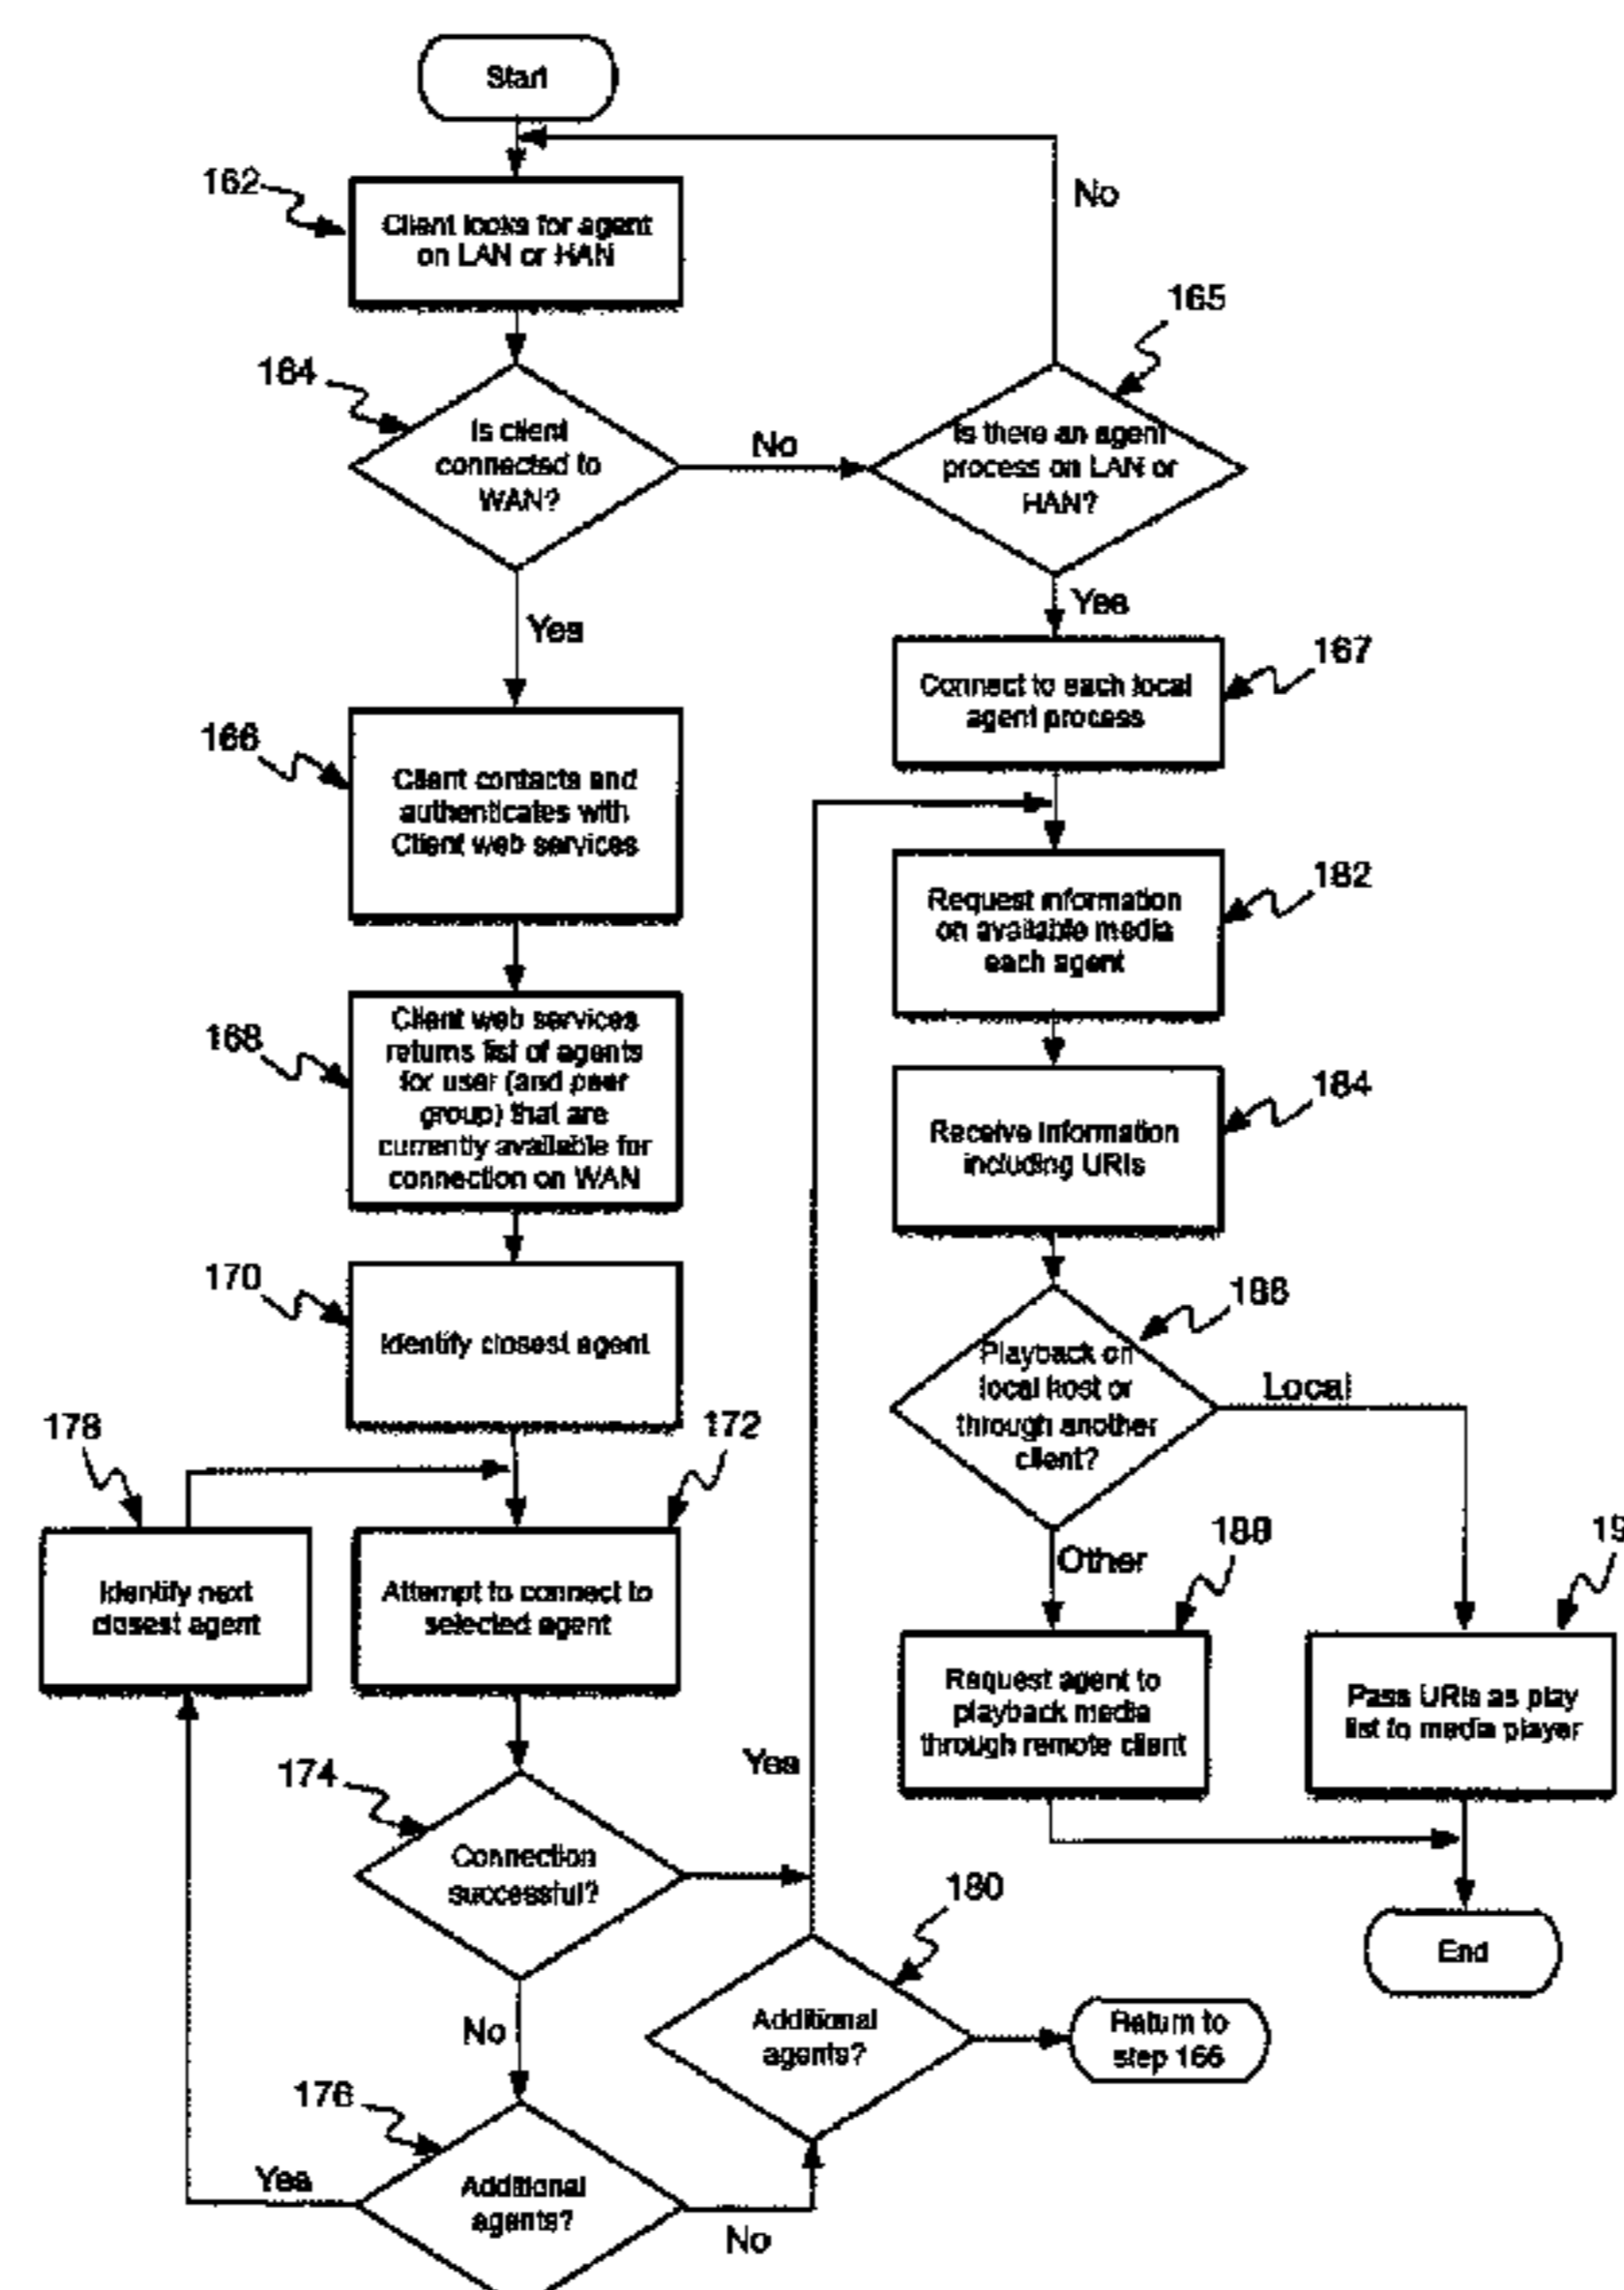 Start
162
Client looks for agent
on LAN or HAN
No
165
164
Is client
connected to
WAN?
No
Is there an agent
process on LAN or
HAN?
Yes
Yes
167
Connect to each local
agent process
166
Client contacts and
authenticates with
Client web services
182
Request information
on available media
each agent
168
Client web services
returns list of agents
for user (and peer
group) that are
currently available for
connection on WAN
184
Receive information
including URIs
170
Identify closest agent
186
Playback on
local host or
through another
client?
Local
178
172
Identify next
closest agent
Attempt to connect to
selected agent
Other
188
19
Request agent to
playback media
through remote client
Pass URIs as play
list to media player
Yes
174
Connection
successful?
180
End
No
Additional
agents?
Return to
step 166
176
Yes
Additional
agents?
No